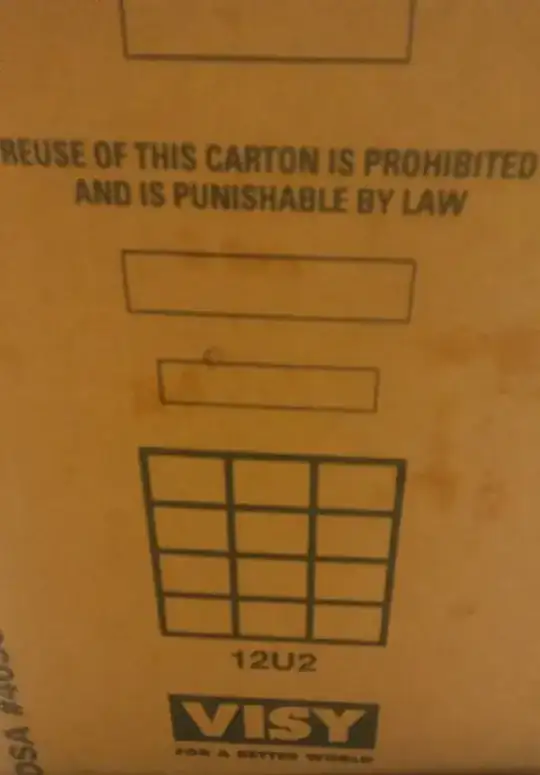 REUSE OF THIS CARTON IS PROHIBITED
AND IS PUNISHABLE BY LAW
12U2
VISY
FOR A BETTER WORLD